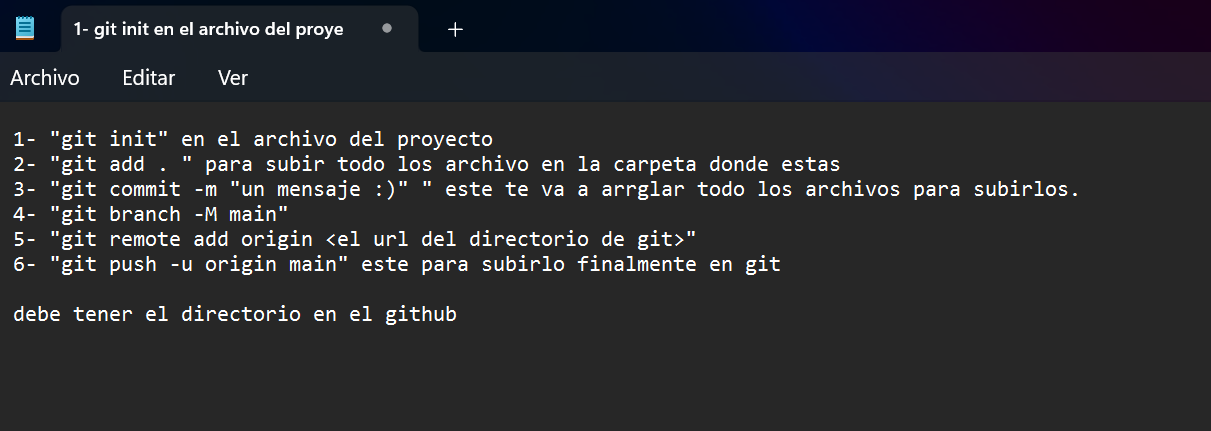 1- git init en el archivo del proye
Archivo Editar Ver
1- "git init" en el archivo del proyecto
2- "git add . " para subir todo los archivo en la carpeta donde estas
3- "git commit -m "un mensaje :)" " este te va a arrglar todo los archivos para subirlos.
4- "git branch -M main"
5- "git remote add origin <el url del directorio de git>"
6- "git push -u origin main" este para subirlo finalmente en git
debe tener el directorio en el github